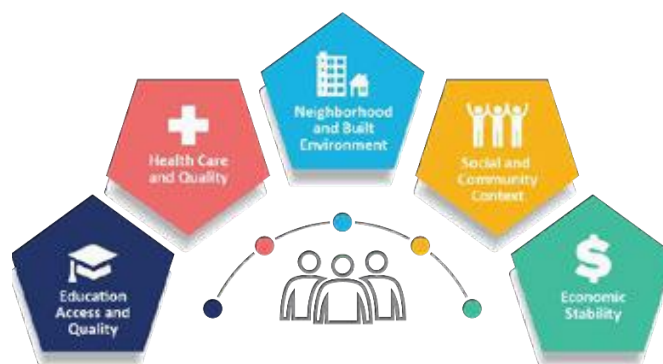 Education
Access and
Quality
Health Care
and Quality
Neighborhood
and Built
Environment
Social and
Community
Context
Economic
Stability